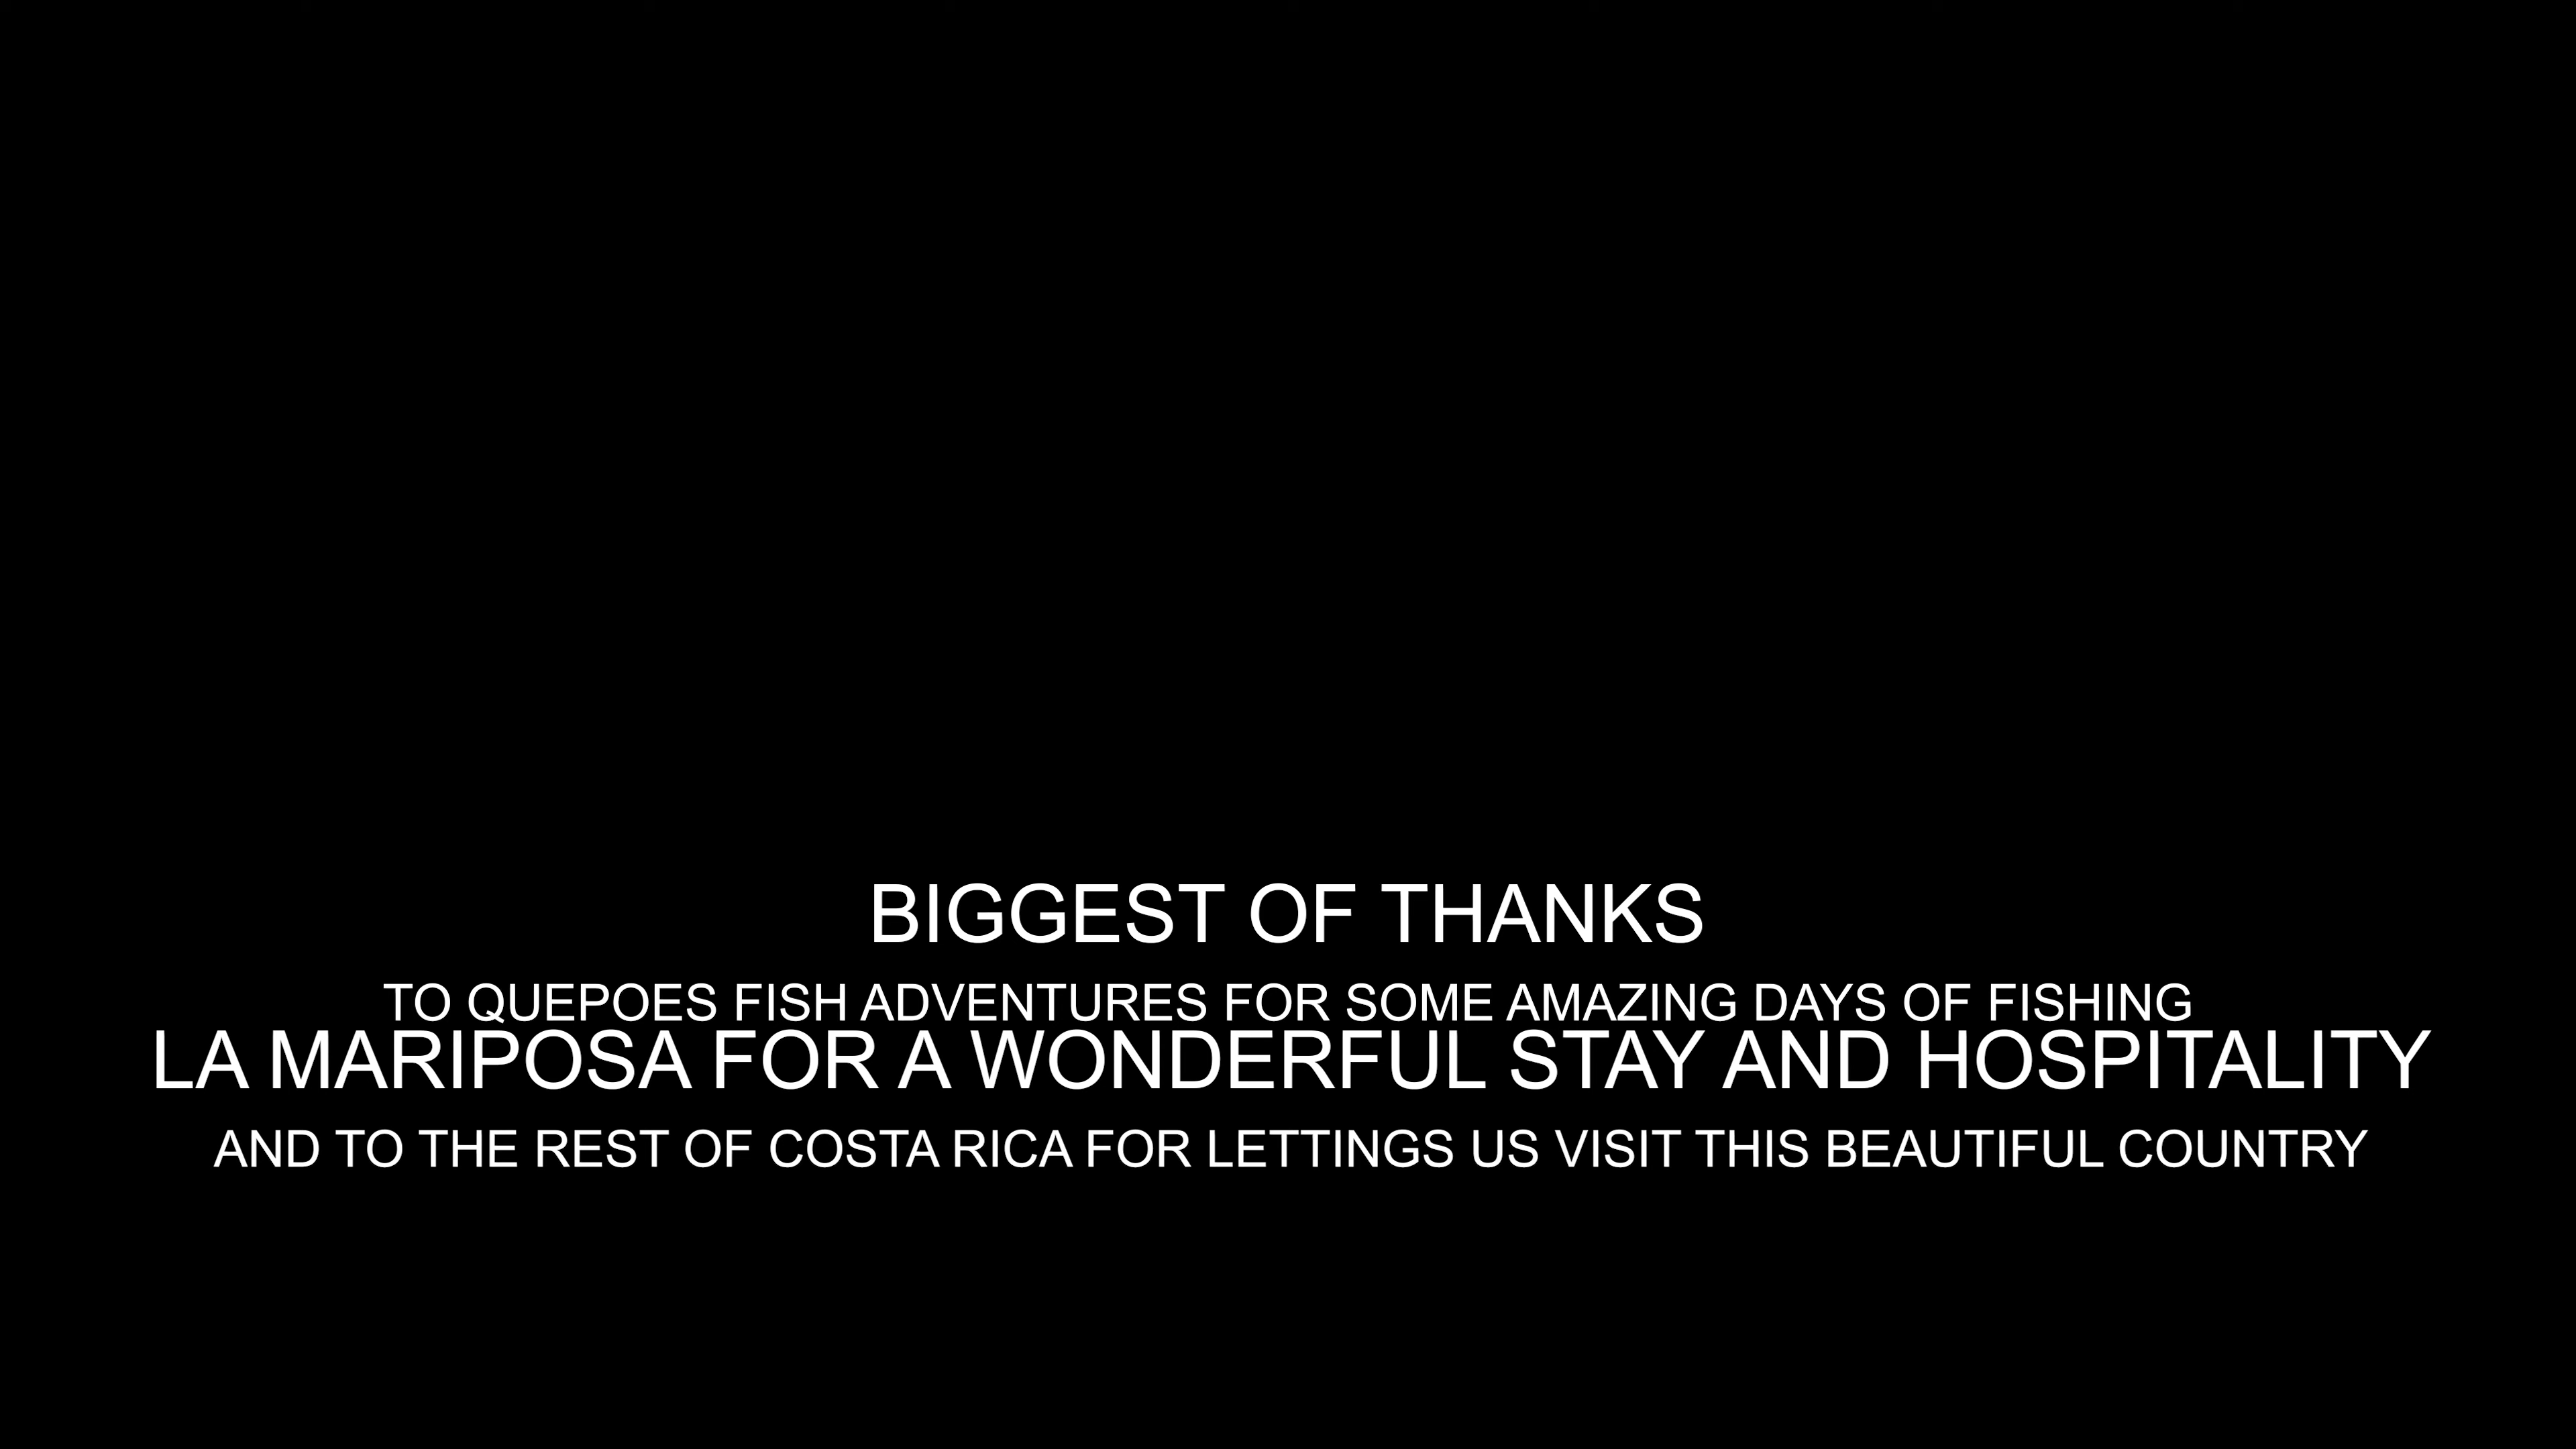 BIGGEST OF THANKS
TO QUEPOES FISH ADVENTURES FOR SOME AMAZING DAYS OF FISHING
LA MARIPOSA FOR A WONDERFUL STAY AND HOSPITALITY
AND TO THE REST OF COSTA RICA FOR LETTINGS US VISIT THIS BEAUTIFUL COUNTRY